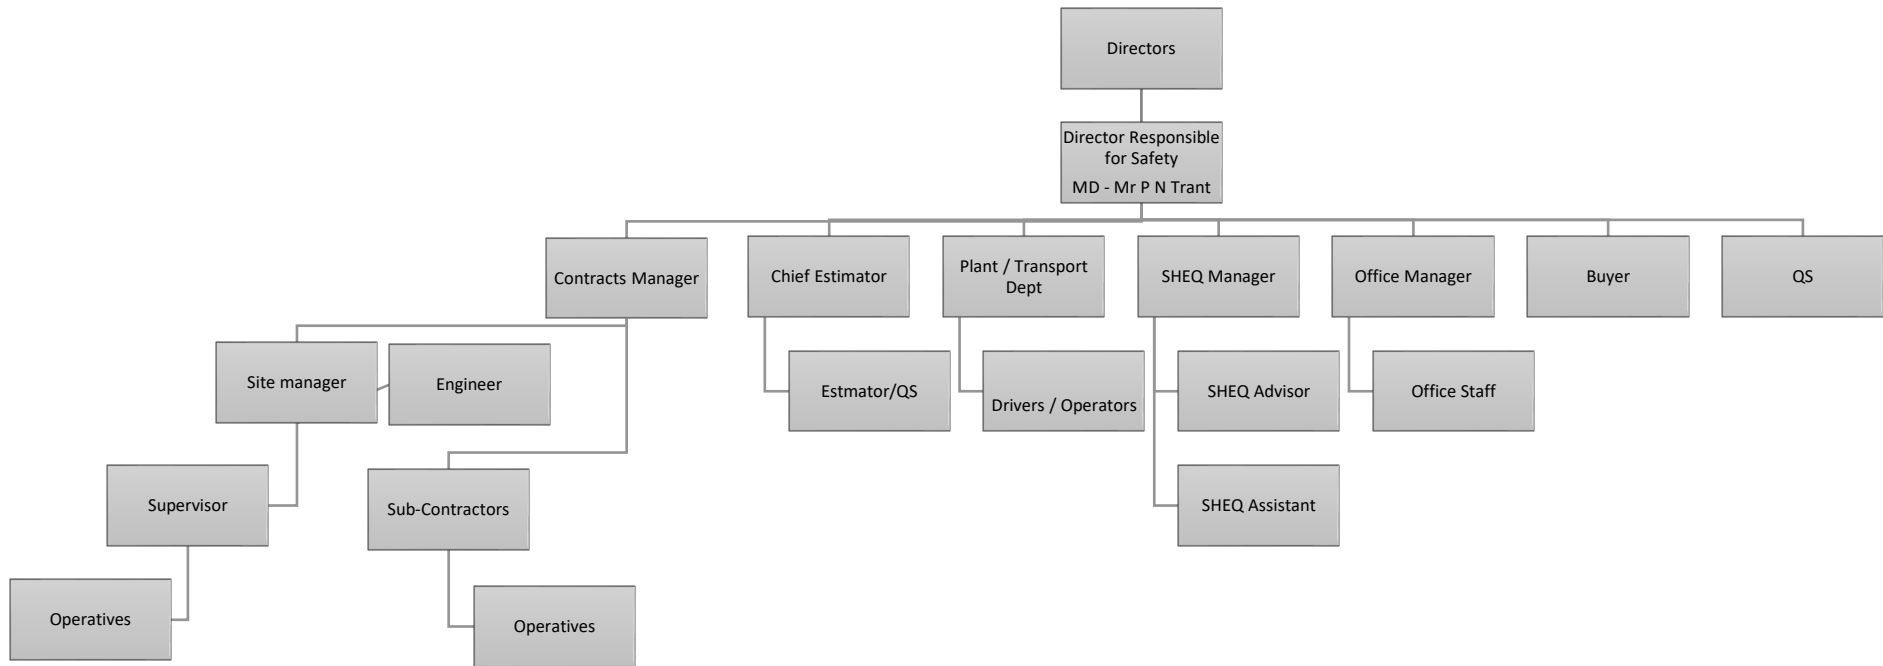 Directors
Director Responsible
for Safety
MD - Mr P N Trant
Contracts Manager
Chief Estimator
Plant / Transport
Dept
SHEQ Manager
Office Manager
Buyer
QS
Site manager
Engineer
Estmator/QS
Drivers / Operators
SHEQ Advisor
Office Staff
Supervisor
Sub-Contractors
SHEQ Assistant
Operatives
Operatives